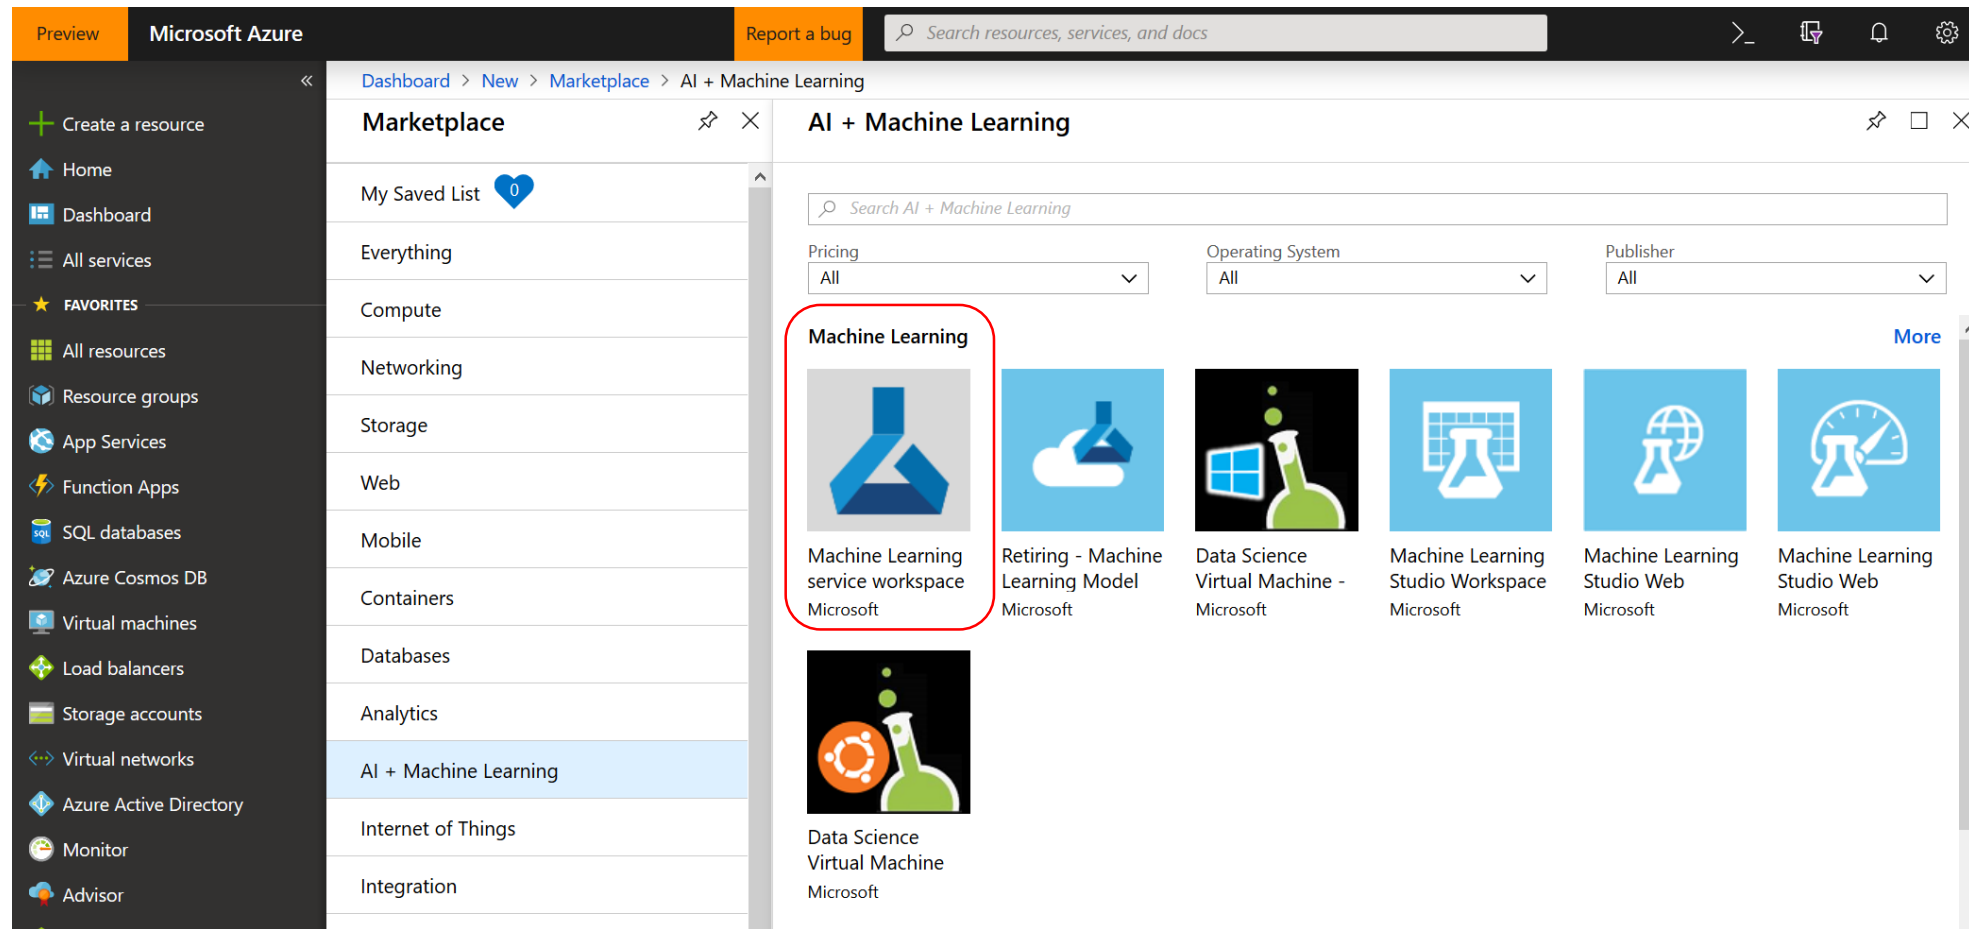 Preview
Microsoft Azure
Report a bug
Search resources, services, and docs
Create a resource
Home
Dashboard
All services
FAVORITES
All resources
Resource groups
App Services
Function Apps
SQL databases
Azure Cosmos DB
Virtual machines
Load balancers
Storage accounts
Virtual networks
Azure Active Directory
Monitor
Advisor
Dashboard > New > Marketplace > AI + Machine Learning
Marketplace
My Saved List 0
Everything
Compute
Networking
Storage
Web
Mobile
Containers
Databases
Analytics
AI + Machine Learning
Internet of Things
Integration
AI + Machine Learning
Search AI + Machine Learning
Pricing
All
Operating System
All
Publisher
All
Machine Learning
More
Machine Learning
service workspace
Microsoft
Retiring - Machine
Learning Model
Microsoft
Data Science
Virtual Machine -
Microsoft
Machine Learning
Studio Workspace
Microsoft
Machine Learning
Studio Web
Microsoft
Machine Learning
Studio Web
Microsoft
Data Science
Virtual Machine
Microsoft
SQL